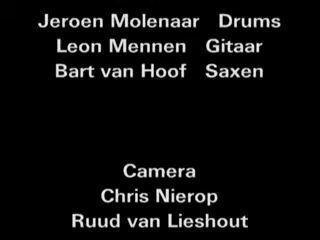 Jeroen Molenaar Drums
Leon Mennen Gitaar
Bart van Hoof Saxen
Camera
Chris Nierop
Ruud van Lieshout